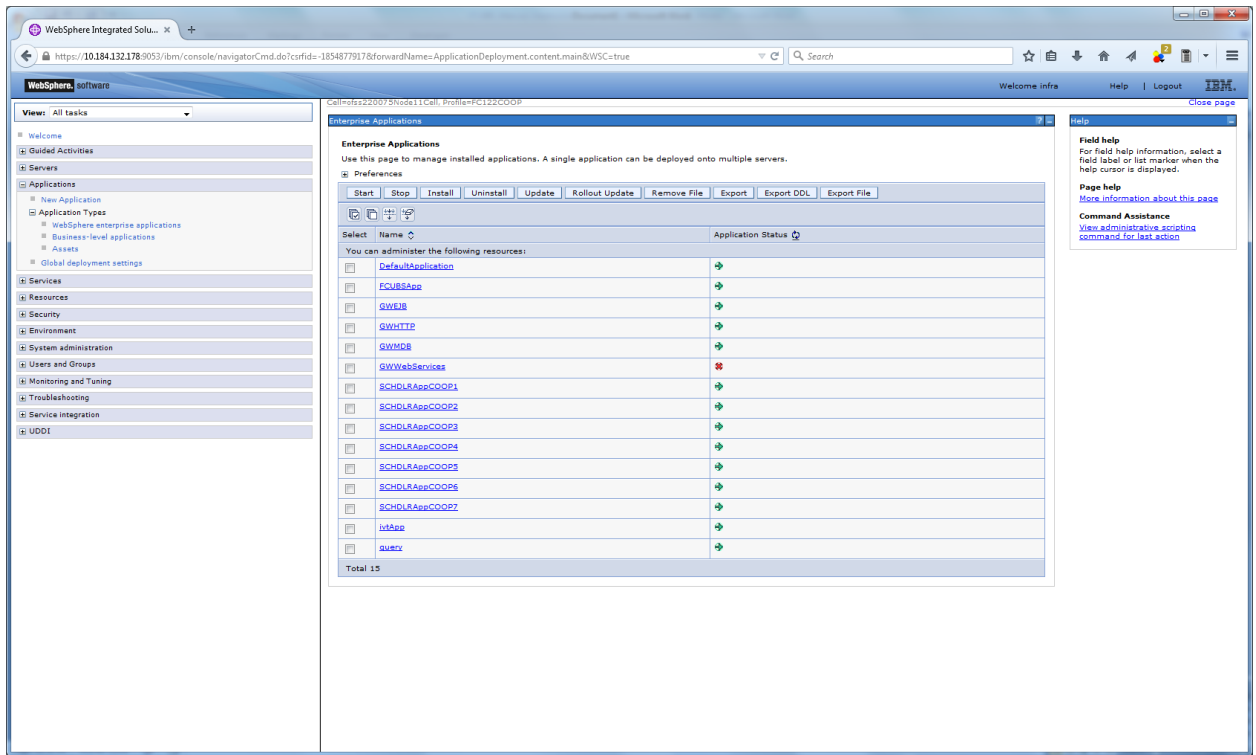 WebSphere Integrated Solu... × +
https://10.184.132.178:9053/ibm/console/navigatorCmd.do?csrfid=-1854877917&forwardName=ApplicationDeployment.content.main&WSC=true
Search
2
WebSphere. software
Welcome infra
Help | Logout
IBM.
View: All tasks
Welcome
Guided Activities
Servers
Applications
New Application
Application Types
WebSphere enterprise applications
Business-level applications
Assets
Global deployment settings
Services
Resources
Security
Environment
System administration
Users and Groups
Monitoring and Tuning
Troubleshooting
Service integration
UDDI
Cell=ofss220075Node11Cell, Profile=FC122COOP
Close page
Enterprise Applications
? _
Enterprise Applications
Use this page to manage installed applications. A single application can be deployed onto multiple servers.
Preferences
Start Stop Install Uninstall Update Rollout Update Remove File Export Export DDL Export File
Select Name Application Status
You can administer the following resources:
DefaultApplication
FCUBSApp
GWEJB
GWHTTP
GWMDB
GWWebServices
SCHDLRAppCOOP1
SCHDLRAppCOOP2
SCHDLRAppCOOP3
SCHDLRAppCOOP4
SCHDLRAppCOOP5
SCHDLRAppCOOP6
SCHDLRAppCOOP7
ivtApp
query
Total 15
Help
Field help
For field help information, select a
field label or list marker when the
help cursor is displayed.
Page help
More information about this page
Command Assistance
View administrative scripting
command for last action